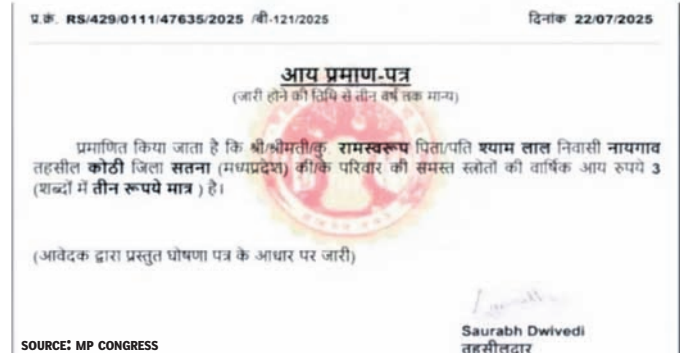 प्र.क्रं. RS/429/0111/47635/2025 /बी-121/2025 दिनांक 22/07/2025
आय प्रमाण-पत्र
(जारी होने की तिथि से तीन वर्ष तक मान्य)
प्रमाणित किया जाता है कि श्री/श्रीमती/कु. रामस्वरूप पिता/पति श्याम लाल निवासी नायगाव
तहसील कोठी जिला सतना (मध्यप्रदेश) की/के परिवार की समस्त स्त्रोतों की वार्षिक आय रुपये 3
(शब्दों में तीन रूपये मात्र ) है।
(आवेदक द्वारा प्रस्तुत घोषणा पत्र के आधार पर जारी)
Saurabh Dwivedi
तहसीलदार
SOURCE: MP CONGRESS